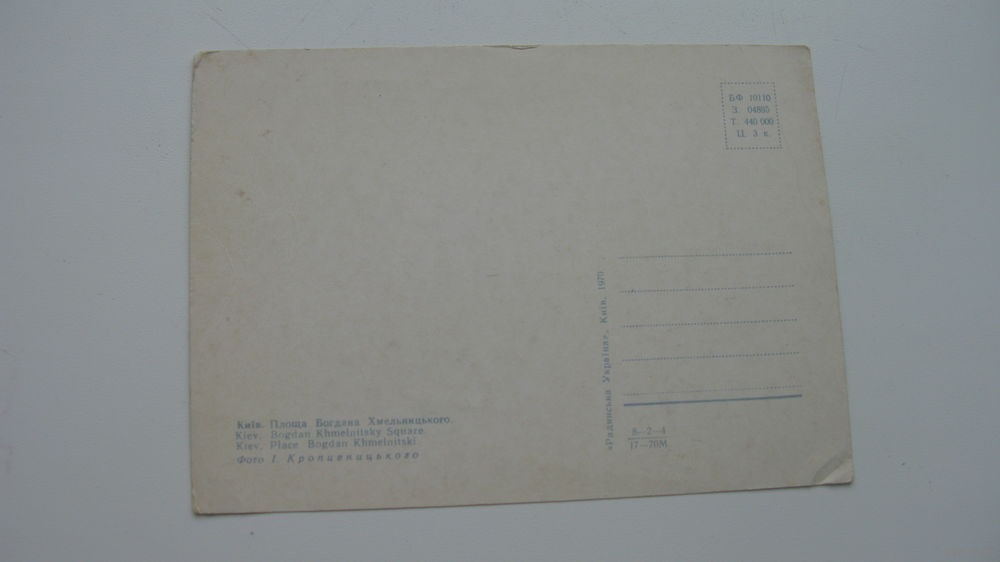 БФ 10110
З. 04895
Т. 440 000
Ц. 3 к.
«Радянська Україна», Київ, 1970
8—2—4
17—70М
Київ. Площа Богдана Хмельницького.
Kiev. Bogdan Khmelnitsky Square.
Kiev. Place Bogdan Khmelnitski.
Фото І. Кропивницького